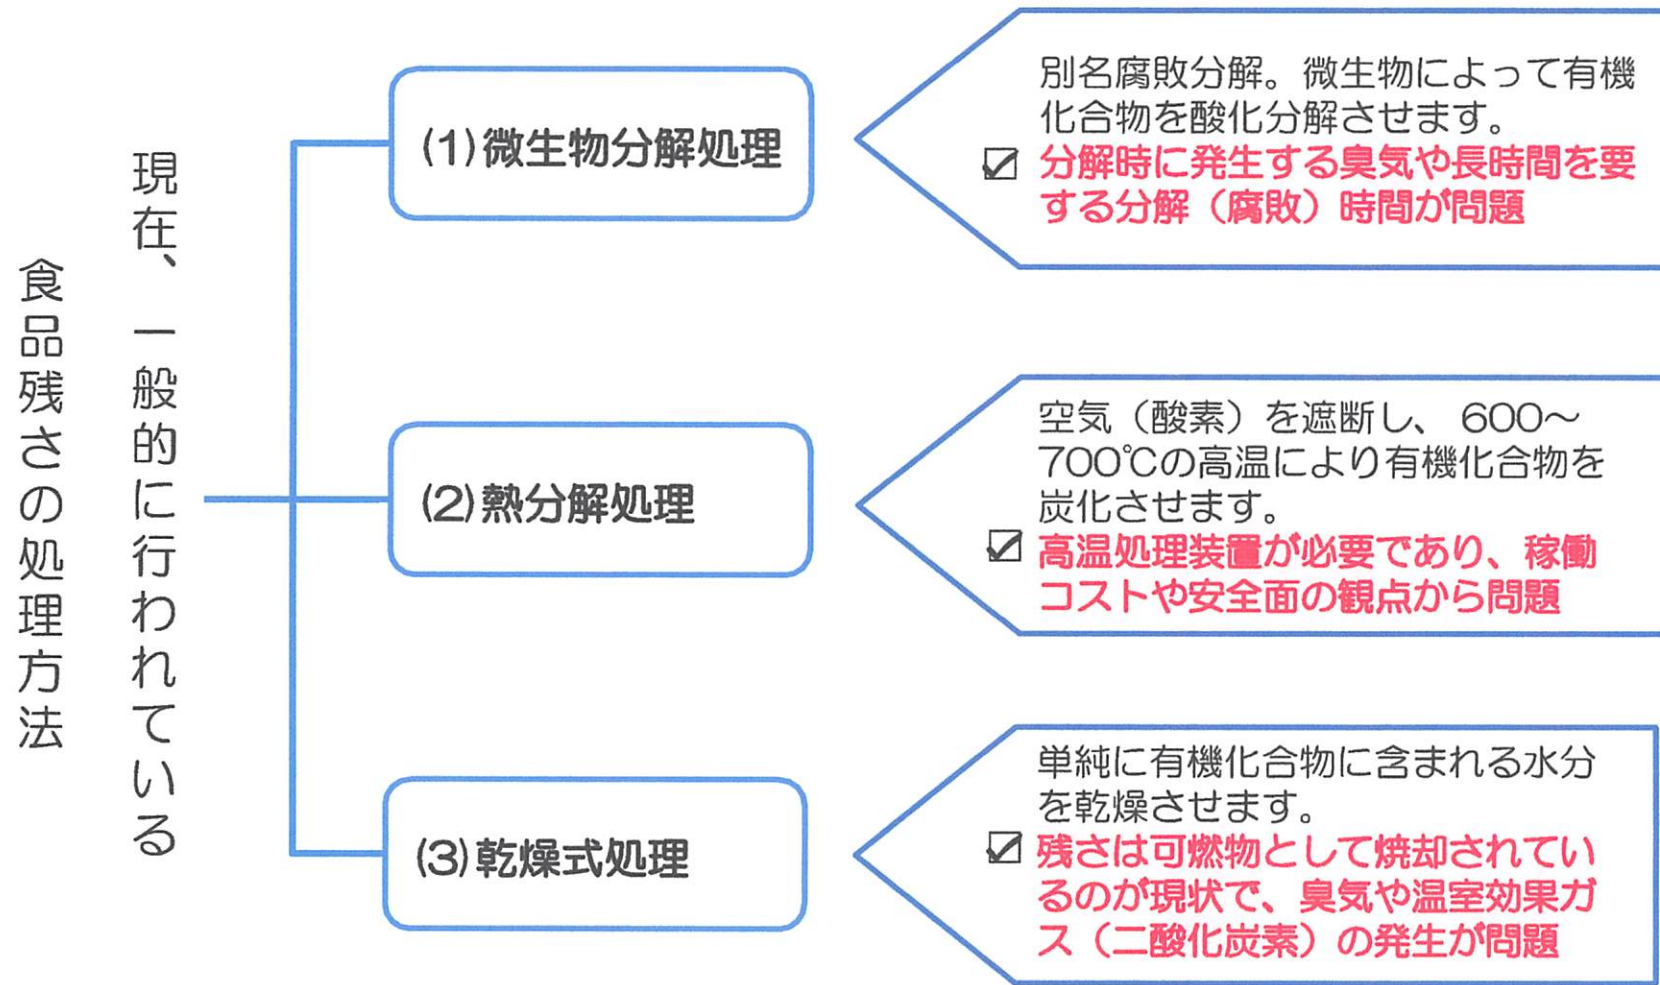 現在、一般的に行われている
食品残さの処理方法
(1)微生物分解処理
別名腐敗分解。微生物によって有機
化合物を酸化分解させます。
☑ 分解時に発生する臭気や長時間を要
する分解（腐敗）時間が問題
(2)熱分解処理
空気（酸素）を遮断し、600～
700℃の高温により有機化合物を
炭化させます。
☑ 高温処理装置が必要であり、稼働
コストや安全面の観点から問題
(3)乾燥式処理
単純に有機化合物に含まれる水分
を乾燥させます。
☑ 残さは可燃物として焼却されてい
るのが現状で、臭気や温室効果ガ
ス（二酸化炭素）の発生が問題